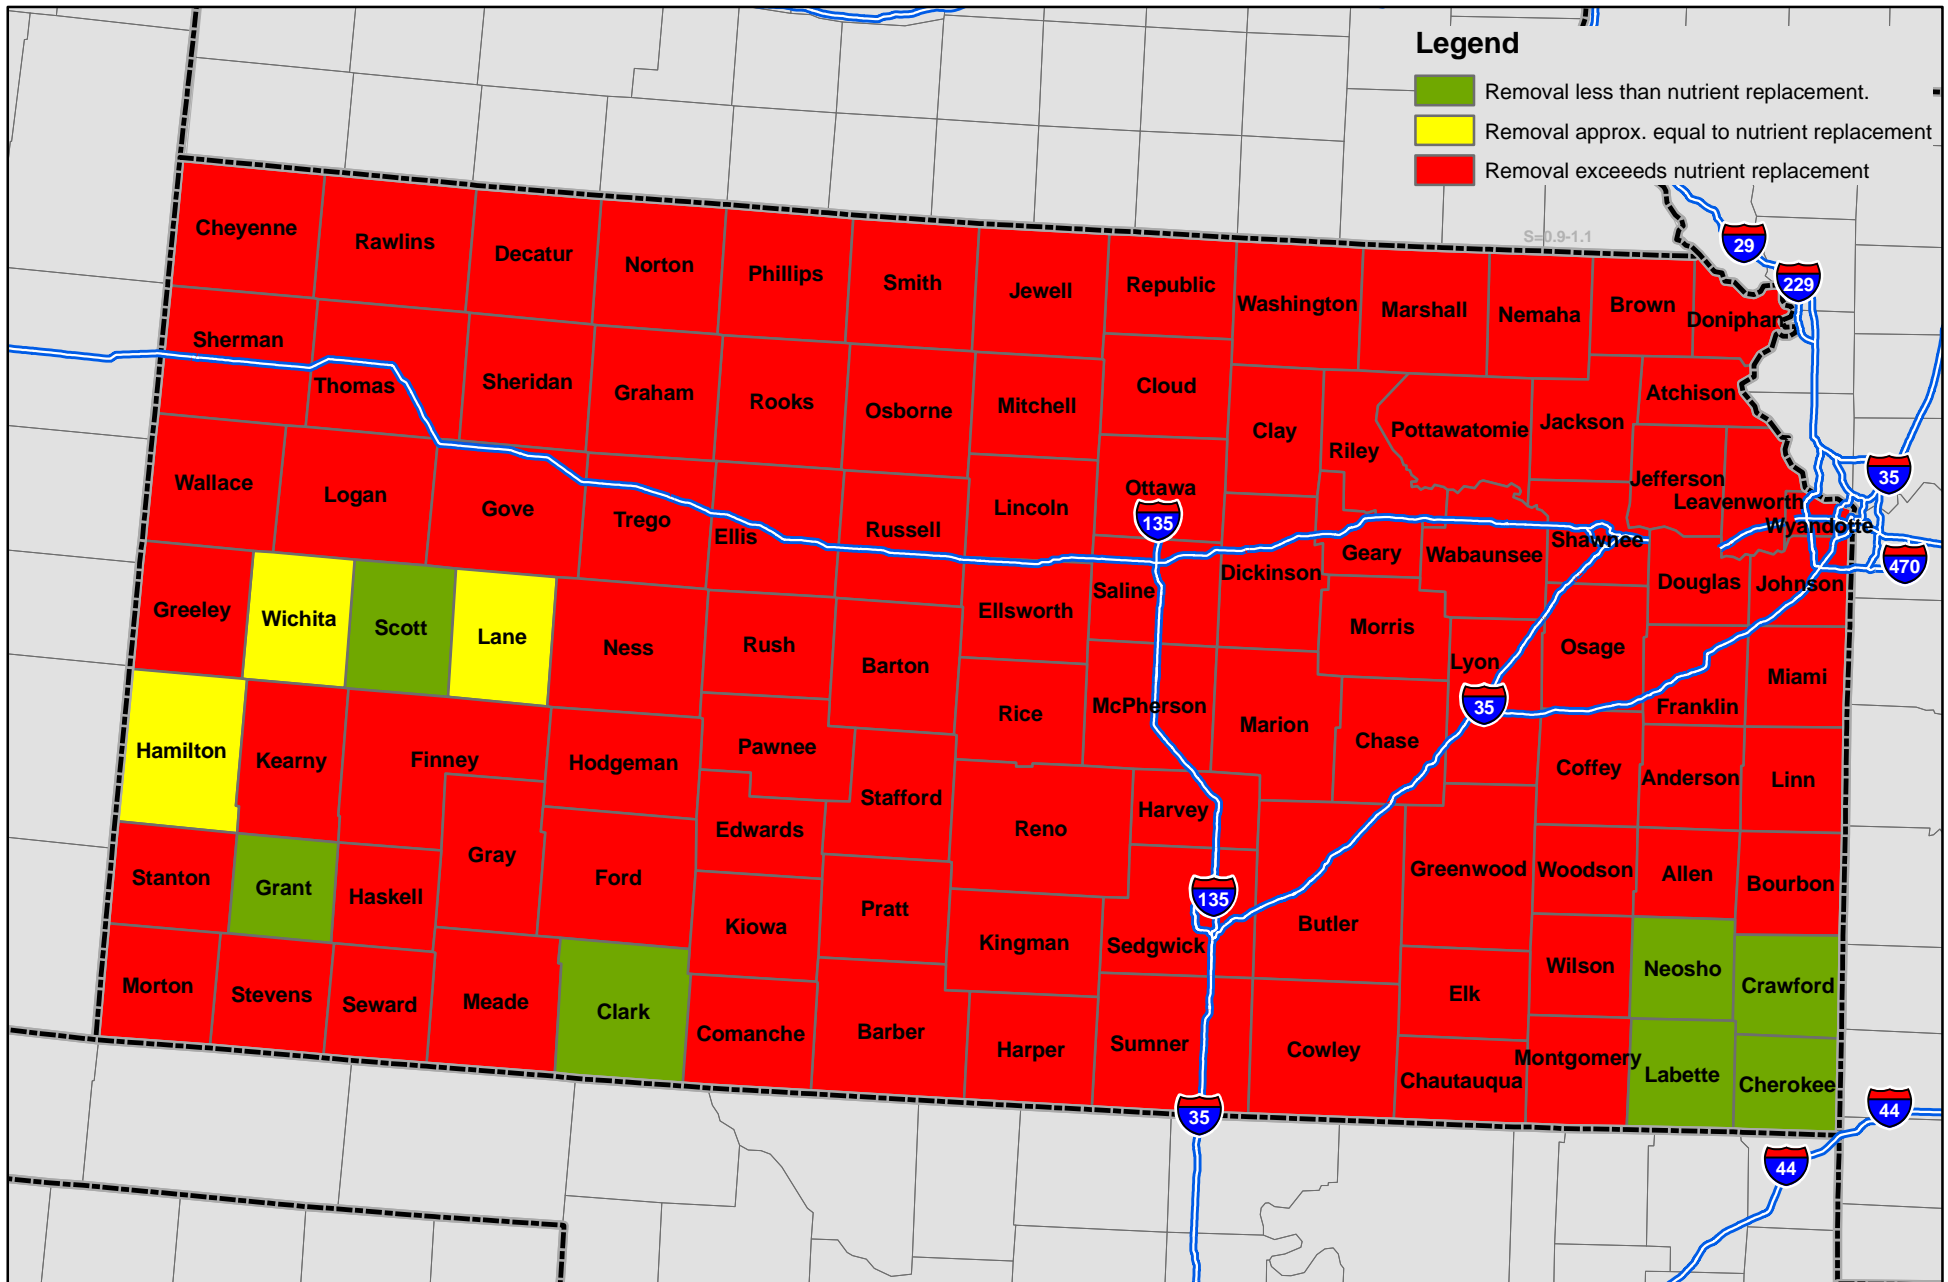 Legend
Removal less than nutrient replacement.
Removal approx. equal to nutrient replacement
Removal exceeeds nutrient replacement
S=0.9-1.1
29
229
Cheyenne
Rawlins
Decatur
Norton
Phillips
Smith
Jewell
Republic
Washington
Marshall
Nemaha
Brown
Doniphan
Sherman
Thomas
Sheridan
Graham
Rooks
Osborne
Mitchell
Cloud
Clay
Riley
Pottawatomie
Jackson
Atchison
Jefferson
Leavenworth
35
Wyandotte
Wallace
Logan
Gove
Trego
Ellis
Russell
Lincoln
Ottawa
135
Dickinson
Geary
Wabaunsee
Shawnee
Douglas
Johnson
470
Greeley
Wichita
Scott
Lane
Ness
Rush
Barton
Ellsworth
Saline
Morris
Lyon
Osage
Miami
Hamilton
Kearny
Finney
Hodgeman
Pawnee
Stafford
Rice
McPherson
Marion
Chase
35
Franklin
Coffey
Anderson
Linn
Edwards
Reno
Harvey
Stanton
Grant
Haskell
Gray
Ford
Kiowa
Pratt
Kingman
Sedgwick
135
Butler
Greenwood
Woodson
Allen
Bourbon
Morton
Stevens
Seward
Meade
Clark
Comanche
Barber
Harper
Sumner
Cowley
Elk
Wilson
Neosho
Crawford
Chautauqua
Montgomery
Labette
Cherokee
35
44
44